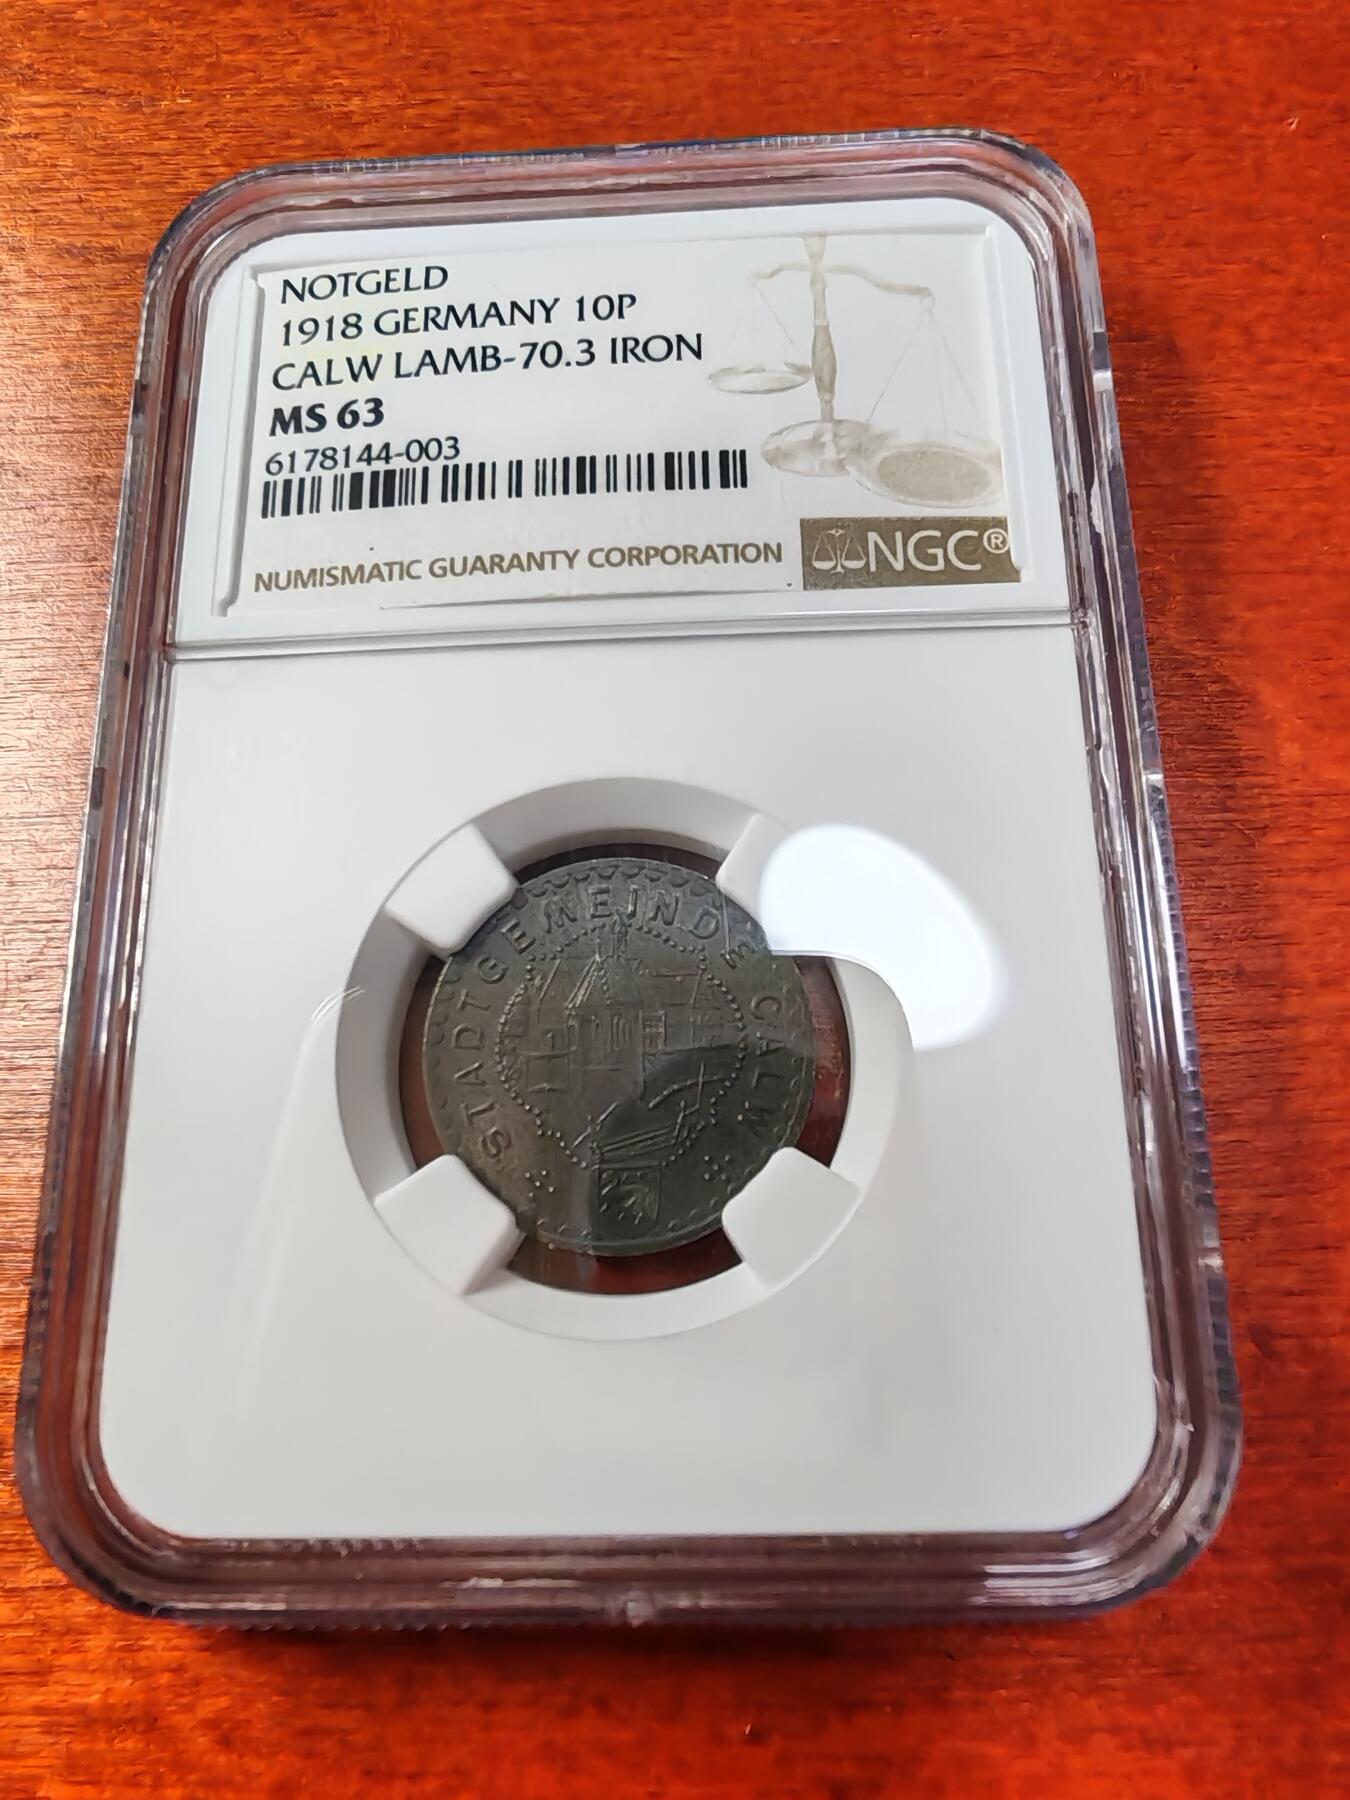 NOTGELD
1918 GERMANY 10P
CALW LAMB-70.3 IRON
MS 63
6178144-003
NUMISMATIC GUARANTY CORPORATION
NGC®
STADTGEMEINDE CALW